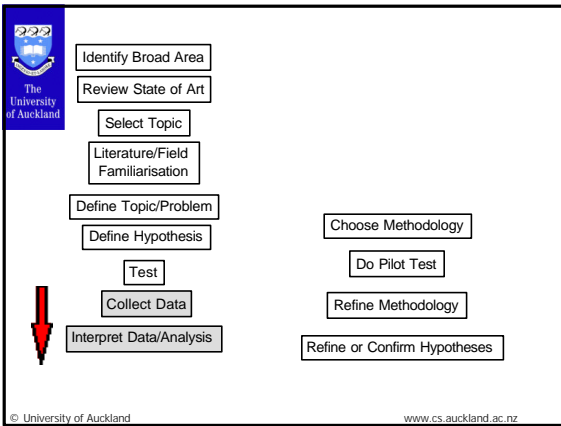 The
University
of Auckland
Identify Broad Area
Review State of Art
Select Topic
Literature/Field
Familiarisation
Define Topic/Problem
Define Hypothesis
Test
Collect Data
Interpret Data/Analysis
Choose Methodology
Do Pilot Test
Refine Methodology
Refine or Confirm Hypotheses
© University of Auckland
www.cs.auckland.ac.nz